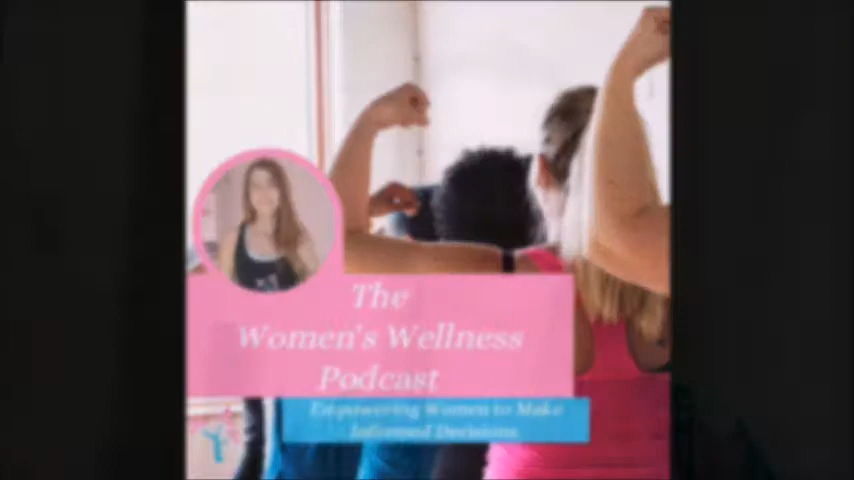 The
Women's Wellness
Podcast
Empowering Women to Make
Informed Decisions